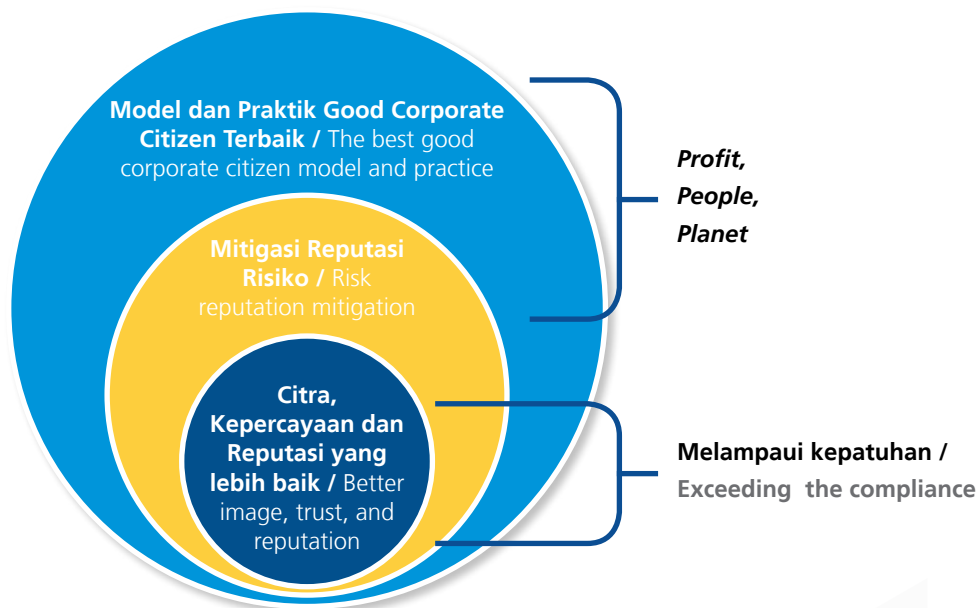 Model dan Praktik Good Corporate
Citizen Terbaik / The best good
corporate citizen model and practice
Mitigasi Reputasi
Risiko / Risk
reputation mitigation
Citra,
Kepercayaan dan
Reputasi yang
lebih baik / Better
image, trust, and
reputation
Profit,
People,
Planet
Melampaui kepatuhan /
Exceeding the compliance